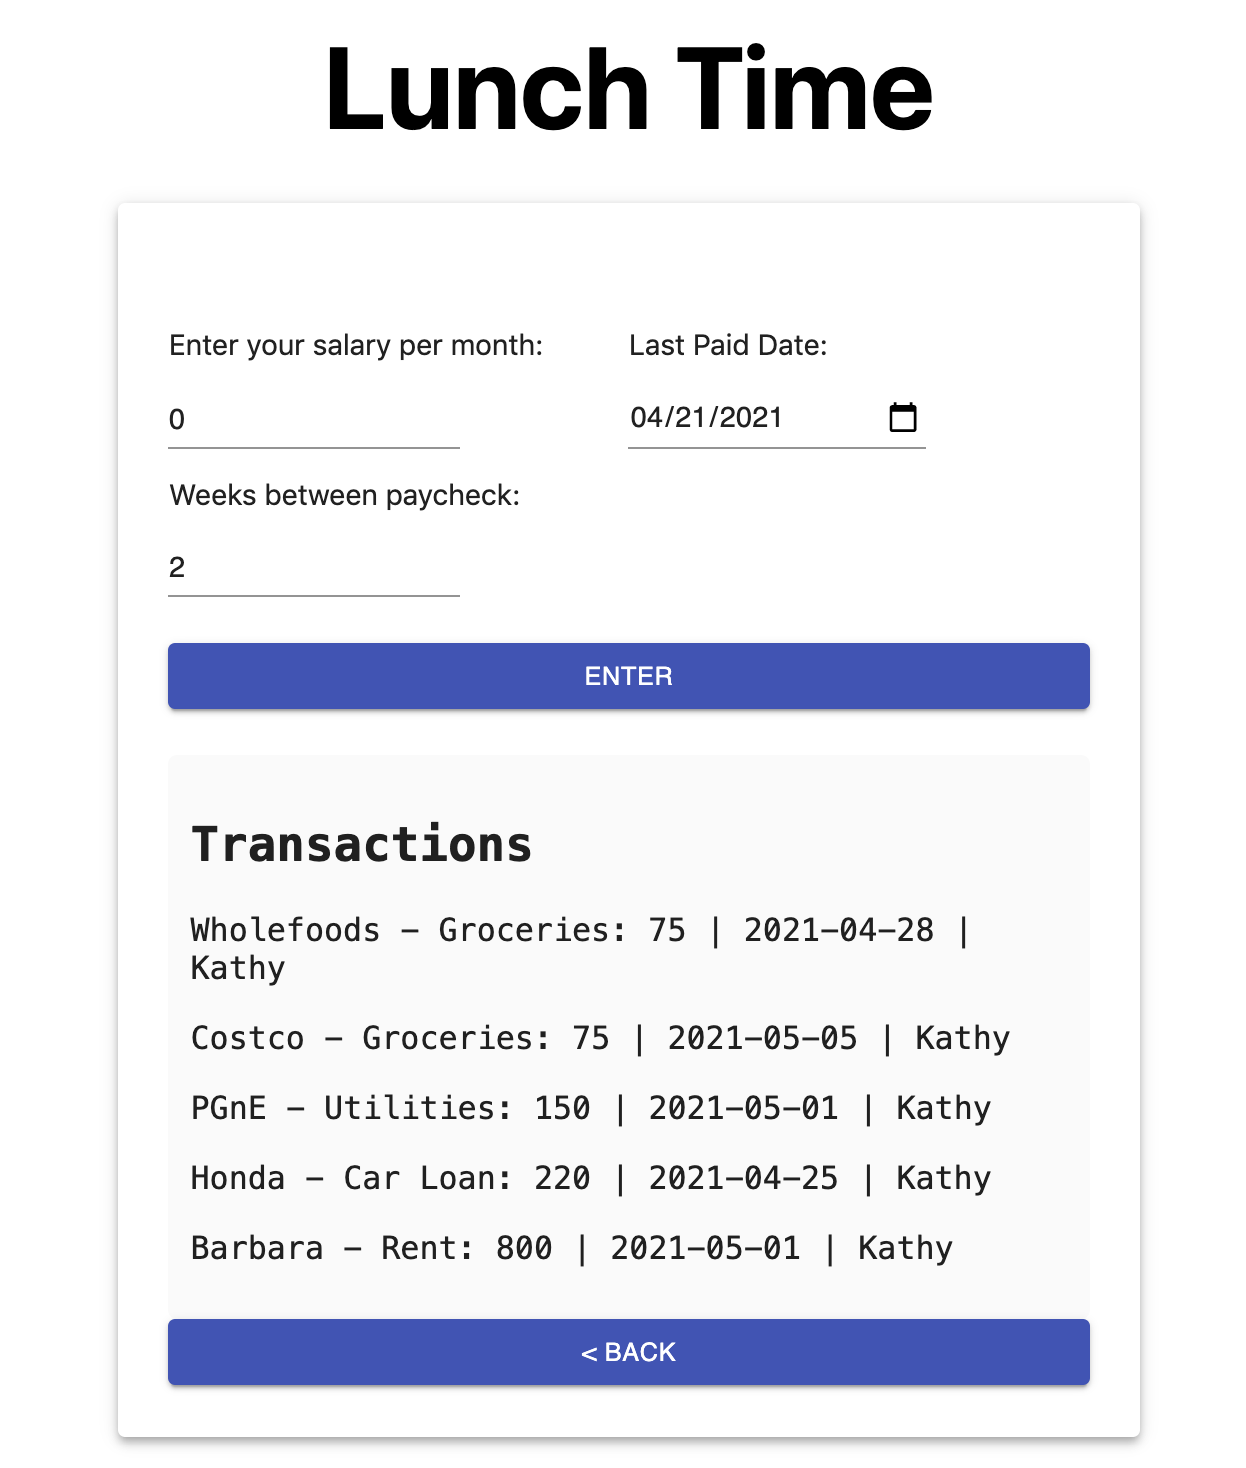 Lunch Time
Enter your salary per month:
Last Paid Date:
0
04/21/2021
Weeks between paycheck:
2
ENTER
Transactions
Wholefoods – Groceries: 75 | 2021–04–28 |
Kathy
Costco – Groceries: 75 | 2021–05–05 | Kathy
PGnE – Utilities: 150 | 2021–05–01 | Kathy
Honda – Car Loan: 220 | 2021–04–25 | Kathy
Barbara – Rent: 800 | 2021–05–01 | Kathy
< BACK